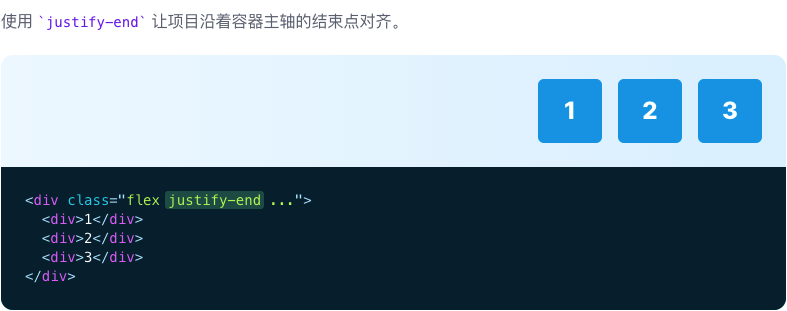 使用 `justify-end` 让项目沿着容器主轴的结束点对齐。
1 2 3
<div class="flex justify-end ...">
  <div>1</div>
  <div>2</div>
  <div>3</div>
</div>